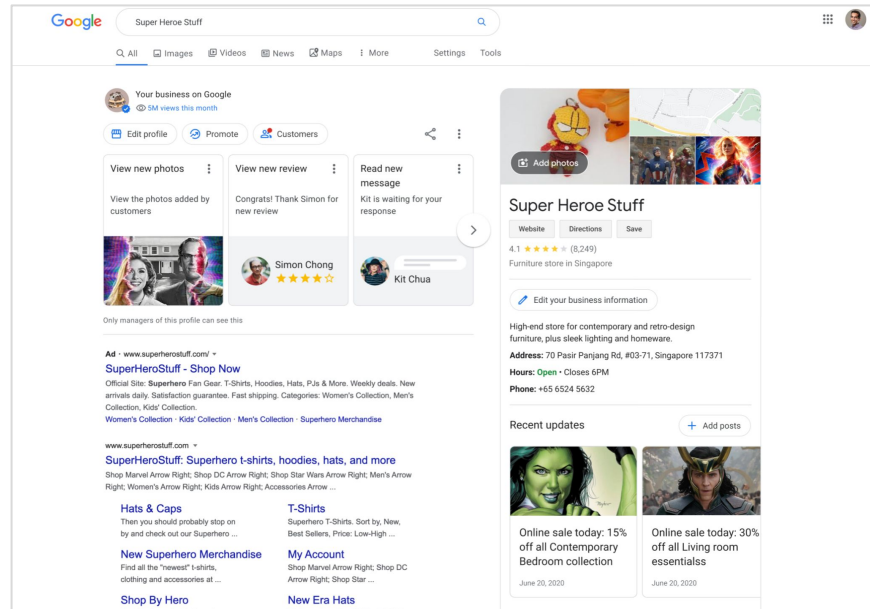 Google
Super Heroe Stuff
All
Images
Videos
News
Maps
More
Settings
Tools
Your business on Google
5M views this month
Edit profile
Promote
Customers
View new photos
View the photos added by
customers
View new review
Congrats! Thank Simon for
new review
Simon Chong
Read new
message
Kit is waiting for your
response
Kit Chua
Only managers of this profile can see this
Ad · www.superherostuff.com/
SuperHeroStuff - Shop Now
Official Site: Superhero Fan Gear. T-Shirts, Hoodies, Hats, PJs & More. Weekly deals. New
arrivals daily. Satisfaction guarantee. Fast shipping. Categories: Women's Collection, Men's
Collection, Kids' Collection.
Women's Collection · Kids' Collection · Men's Collection · Superhero Merchandise
www.superherostuff.com
SuperHeroStuff: Superhero t-shirts, hoodies, hats, and more
Shop Marvel Arrow Right; Shop DC Arrow Right; Shop Star Wars Arrow Right; Men's Arrow
Right; Women's Arrow Right; Kids Arrow Right; Accessories Arrow ...
Hats & Caps
Then you should probably stop on
by and check out our Superhero ...
T-Shirts
Superhero T-Shirts. Sort by, New,
Best Sellers, Price: Low-High ...
New Superhero Merchandise
Find all the "newest" t-shirts,
clothing and accessories at ...
My Account
Shop Marvel Arrow Right; Shop DC
Arrow Right; Shop Star ...
Shop By Hero
New Era Hats
Add photos
Super Heroe Stuff
Website
Directions
Save
4.1 (8,249)
Furniture store in Singapore
Edit your business information
High-end store for contemporary and retro-design
furniture, plus sleek lighting and homeware.
Address: 70 Pasir Panjang Rd, #03-71, Singapore 117371
Hours: Open • Closes 6PM
Phone: +65 6524 5632
Recent updates
Add posts
Online sale today: 15%
off all Contemporary
Bedroom collection
June 20, 2020
Online sale today: 30%
off all Living room
essentialss
June 20, 2020